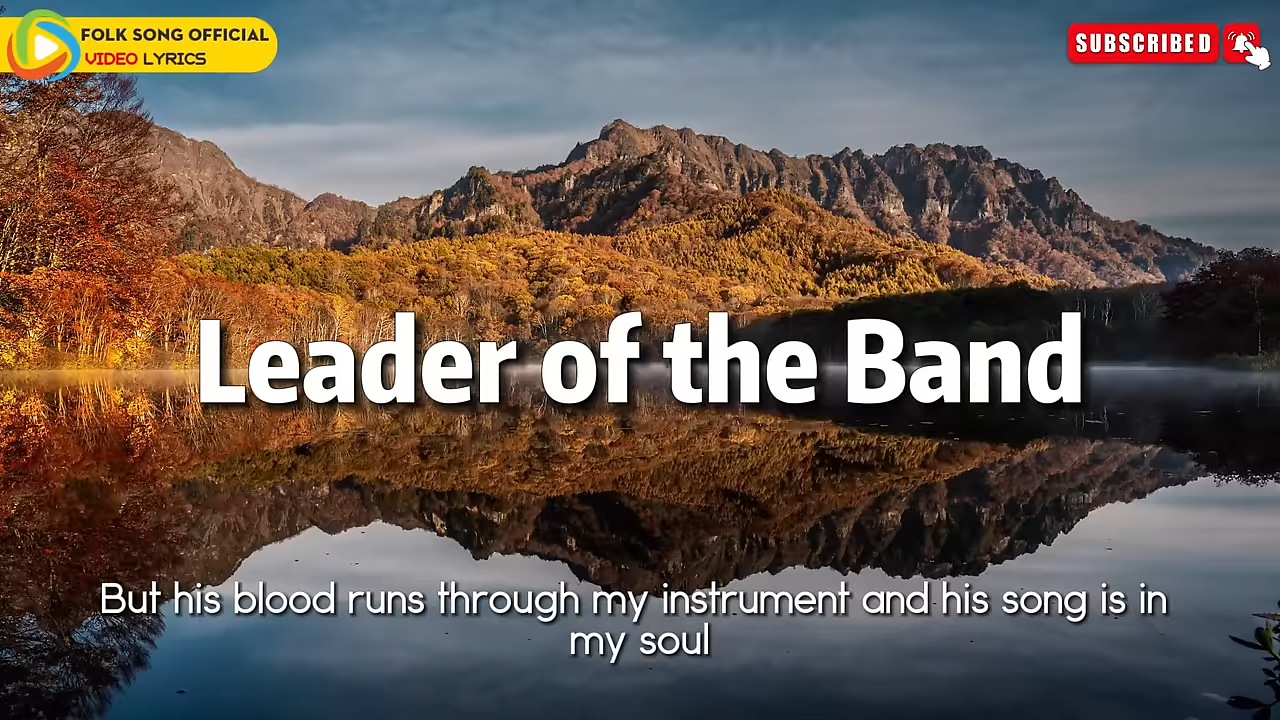 FOLK SONG OFFICIAL
VIDEO LYRICS
SUBSCRIBED
Leader of the Band
But his blood runs through my instrument and his song is in
my soul